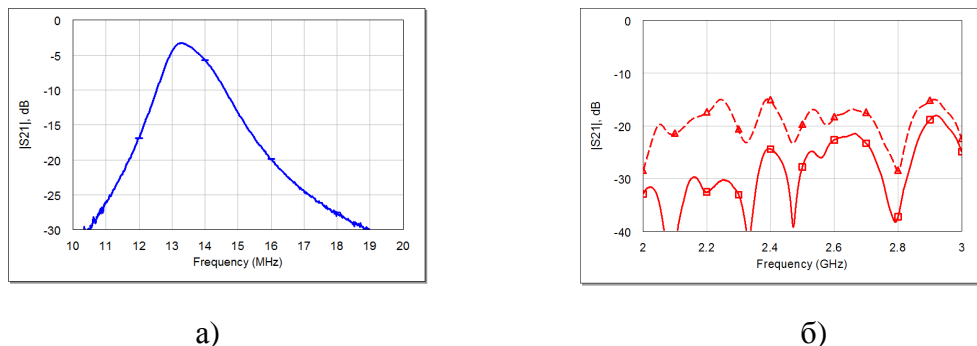 0
-5
-10
-15
-20
-25
-30
|S21|, dB
10 11 12 13 14 15 16 17 18 19 20
Frequency (MHz)
а)
0
-10
-20
-30
-40
|S21|, dB
2 2.2 2.4 2.6 2.8 3
Frequency (GHz)
б)